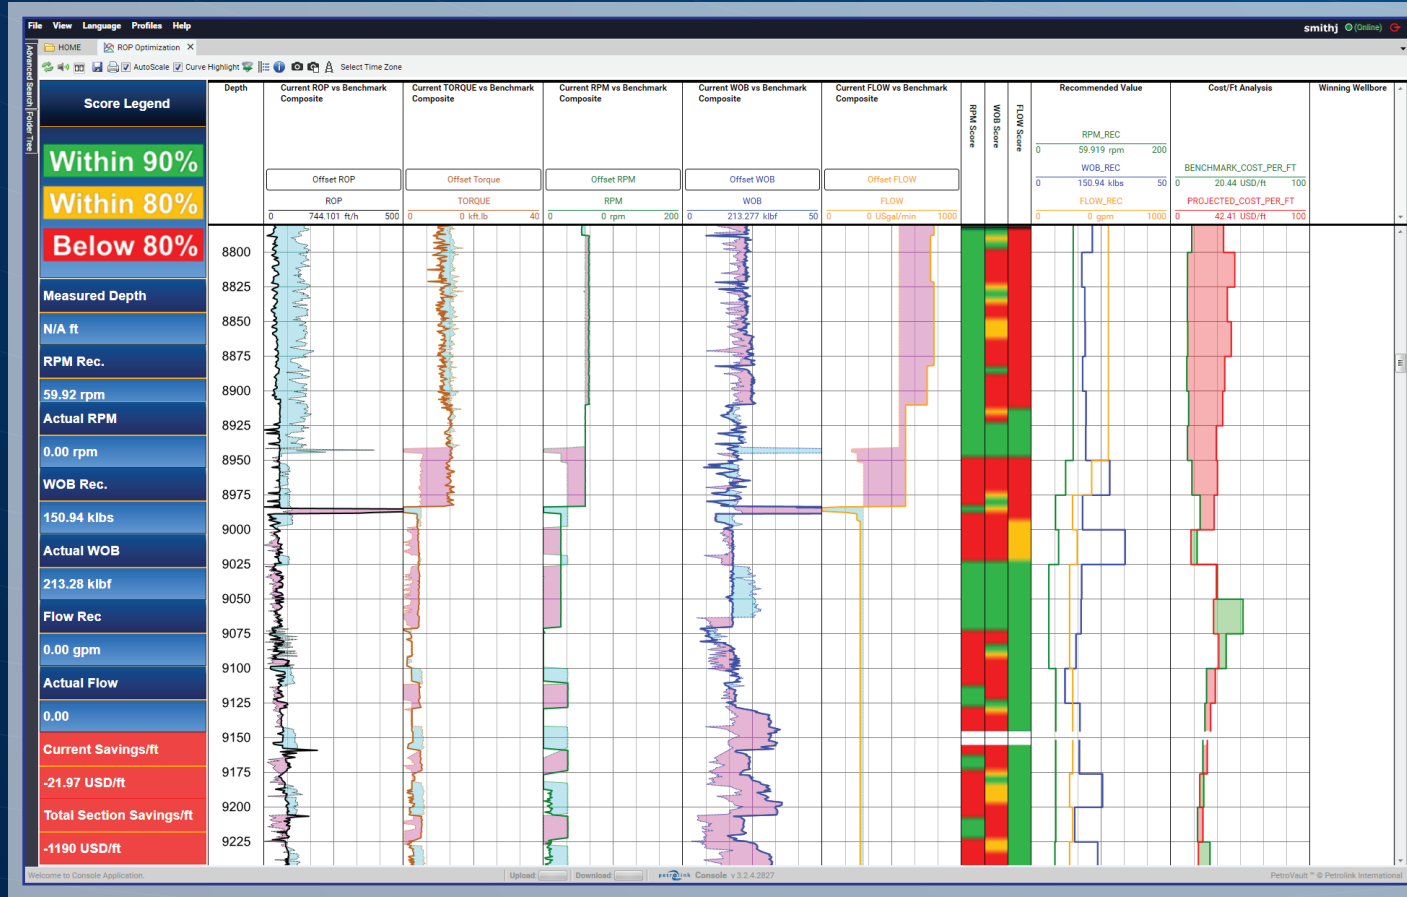 File View Language Profiles Help
smithj (Online)
HOME ROP Optimization X
AutoScale Curve Highlight Select Time Zone
Advanced Search Folder Tree
Score Legend
Within 90%
Within 80%
Below 80%
Measured Depth
N/A ft
RPM Rec.
59.92 rpm
Actual RPM
0.00 rpm
WOB Rec.
150.94 klbs
Actual WOB
213.28 klbf
Flow Rec
0.00 gpm
Actual Flow
0.00
Current Savings/ft
-21.97 USD/ft
Total Section Savings/ft
-1190 USD/ft
Depth
8800
8825
8850
8875
8900
8925
8950
8975
9000
9025
9050
9075
9100
9125
9150
9175
9200
9225
Current ROP vs Benchmark
Composite
Offset ROP
ROP
0 744.101 ft/h 500
Current TORQUE vs Benchmark
Composite
Offset Torque
TORQUE
0 0 kft.lb 40
Current RPM vs Benchmark
Composite
Offset RPM
RPM
0 0 rpm 200
Current WOB vs Benchmark
Composite
Offset WOB
WOB
0 213.277 klbf 50
Current FLOW vs Benchmark
Composite
Offset FLOW
FLOW
0 0 USgal/min 1000
RPM Score
WOB Score
FLOW Score
Recommended Value
RPM_REC
0 59.919 rpm 200
WOB_REC
0 150.94 klbs 50
FLOW_REC
0 0 gpm 1000
Cost/Ft Analysis
BENCHMARK_COST_PER_FT
0 20.44 USD/ft 100
PROJECTED_COST_PER_FT
0 42.41 USD/ft 100
Winning Wellbore
Welcome to Console Application.
Upload
Download
petrolink Console v 3.2.4.2827
PetroVault ™ © Petrolink International